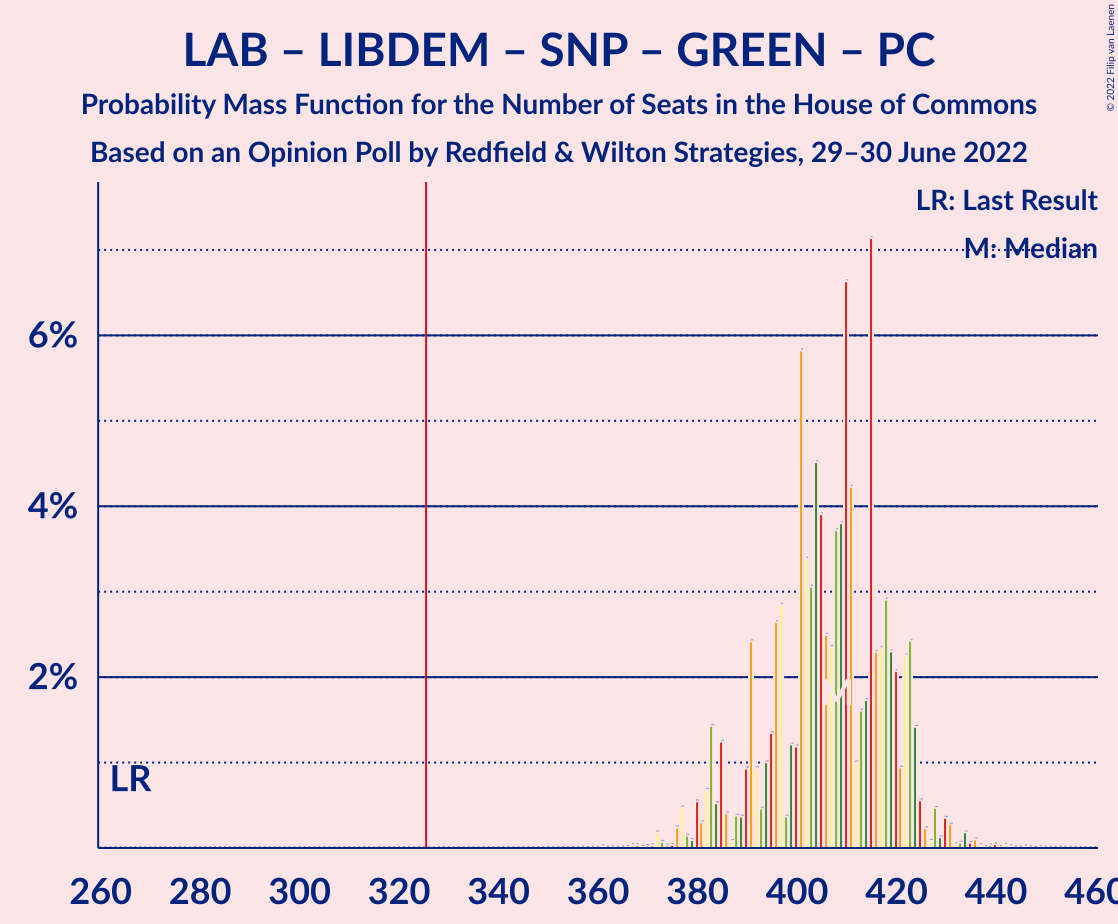 LAB – LIBDEM – SNP – GREEN – PC
Probability Mass Function for the Number of Seats in the House of Commons
Based on an Opinion Poll by Redfield & Wilton Strategies, 29–30 June 2022
© 2022 Filip van Laenen
LR: Last Result
M: Median
6%
4%
2%
LR
M
260 280 300 320 340 360 380 400 420 440 460